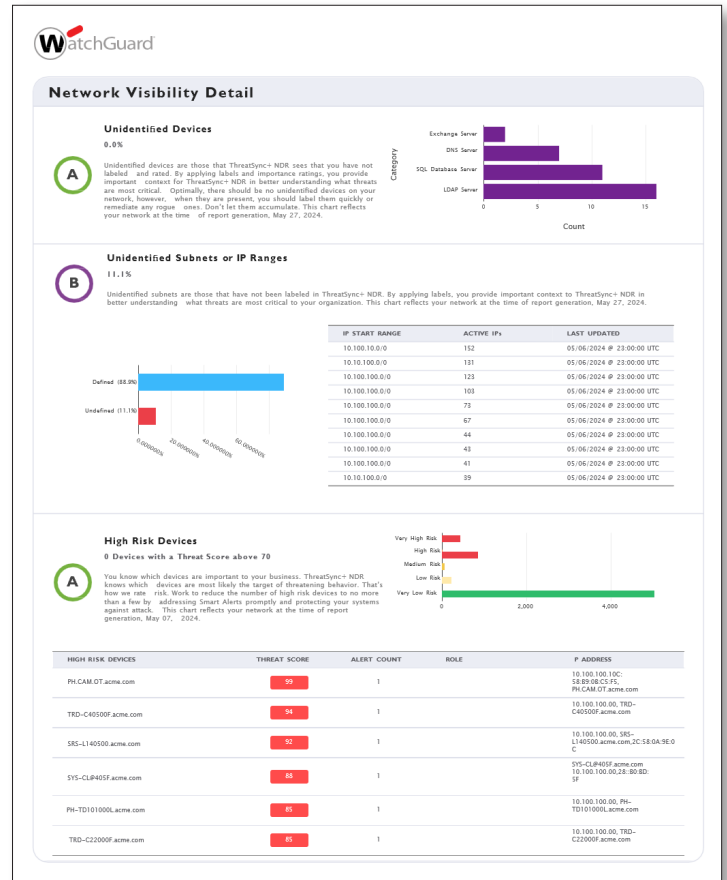 WatchGuard
Network Visibility Detail
Unidentified Devices
0.0%
A
Unidentified devices are those that ThreatSync+ NDR sees that you have not
labeled and rated. By applying labels and importance ratings, you provide
important context for ThreatSync+ NDR in better understanding what threats
are most critical. Optimally, there should be no unidentified devices on your
network, however, when they are present, you should label them quickly or
remediate any rogue ones. Don't let them accumulate. This chart reflects
your network at the time of report generation, May 27, 2024.
Category
Exchange Server
DNS Server
SQL Database Server
LDAP Server
0 5 10 15
Count
Unidentified Subnets or IP Ranges
11.1%
B
Unidentified subnets are those that have not been labeled in ThreatSync+ NDR. By applying labels, you provide important context to ThreatSync+ NDR in
better understanding what threats are most critical to your organization. This chart reflects your network at the time of report generation, May 27, 2024.
Defined (88.9%)
Undefined (11.1%)
0.000000% 20.000000% 40.000000% 60.000000%
IP START RANGE ACTIVE IPs LAST UPDATED
10.100.10.0/0 152 05/06/2024 @ 23:00:00 UTC
10.10.100.0/0 131 05/06/2024 @ 23:00:00 UTC
10.100.100.0/0 123 05/06/2024 @ 23:00:00 UTC
10.100.100.0/0 103 05/06/2024 @ 23:00:00 UTC
10.100.100.0/0 73 05/06/2024 @ 23:00:00 UTC
10.100.100.0/0 67 05/06/2024 @ 23:00:00 UTC
10.100.100.0/0 44 05/06/2024 @ 23:00:00 UTC
10.100.100.0/0 43 05/06/2024 @ 23:00:00 UTC
10.100.100.0/0 41 05/06/2024 @ 23:00:00 UTC
10.10.100.0/0 39 05/06/2024 @ 23:00:00 UTC
High Risk Devices
0 Devices with a Threat Score above 70
A
You know which devices are important to your business. ThreatSync+ NDR
knows which devices are most likely the target of threatening behavior. That's
how we rate risk. Work to reduce the number of high risk devices to no more
than a few by addressing Smart Alerts promptly and protecting your systems
against attack. This chart reflects your network at the time of report
generation, May 07, 2024.
Very High Risk
High Risk
Medium Risk
Low Risk
Very Low Risk
0 2,000 4,000
HIGH RISK DEVICES THREAT SCORE ALERT COUNT ROLE P ADDRESS
PH.CAM.OT.acme.com 99 1 10.100.100.10C:
58:B9:0B:C5:F5,
PH.CAM.OT.acme.com
TRD-C40500F.acme.com 94 1 10.100.100.00, TRD-
C40500F.acme.com
SRS-L140500.acme.com 92 1 10.100.100.00, SRS-
L140500.acme.com,2C:58:0A:9E:0
C
SYS-CL@405F.acme.com 88 1 SYS-CL@405F.acme.com
10.100.100.00,28::B0:BD:
5F
PH-TD101000L.acme.com 85 1 10.100.100.00, PH-
TD101000L.acme.com
TRD-C22000F.acme.com 85 1 10.100.100.00, TRD-
C22000F.acme.com